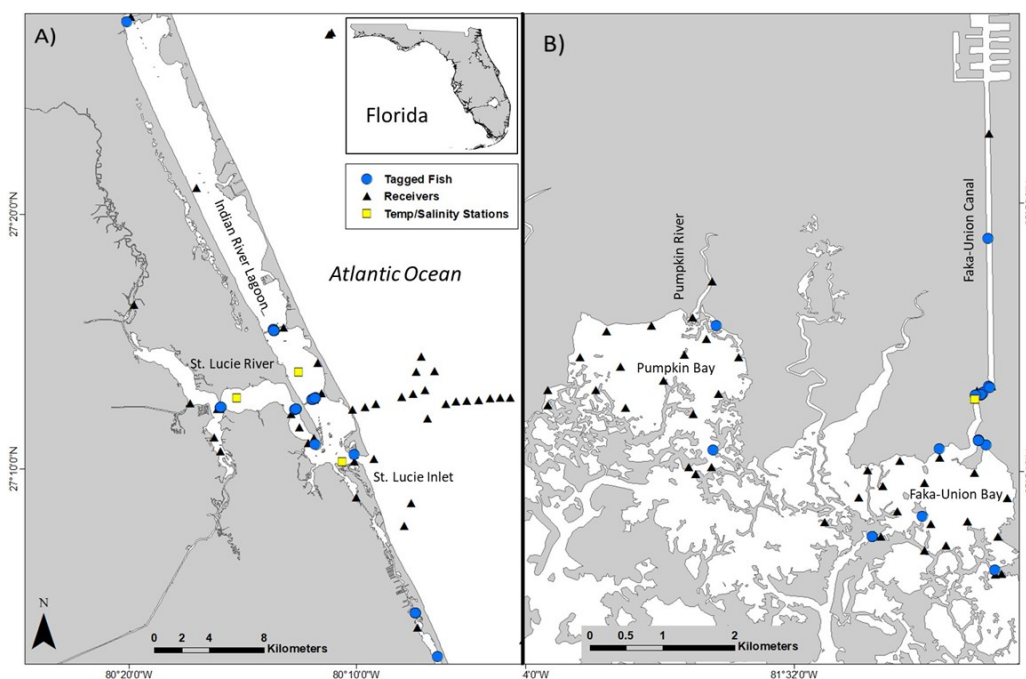 A)
Florida
Tagged Fish
Receivers
Temp/Salinity Stations
Indian River Lagoon
Atlantic Ocean
St. Lucie River
St. Lucie Inlet
27°20'0"N
27°10'0"N
N
0 2 4 8
Kilometers
80°20'0"W
80°10'0"W
B)
Pumpkin River
Faka-Union Canal
Pumpkin Bay
Faka-Union Bay
0 0.5 1 2
Kilometers
4'0"W
81°32'0"W